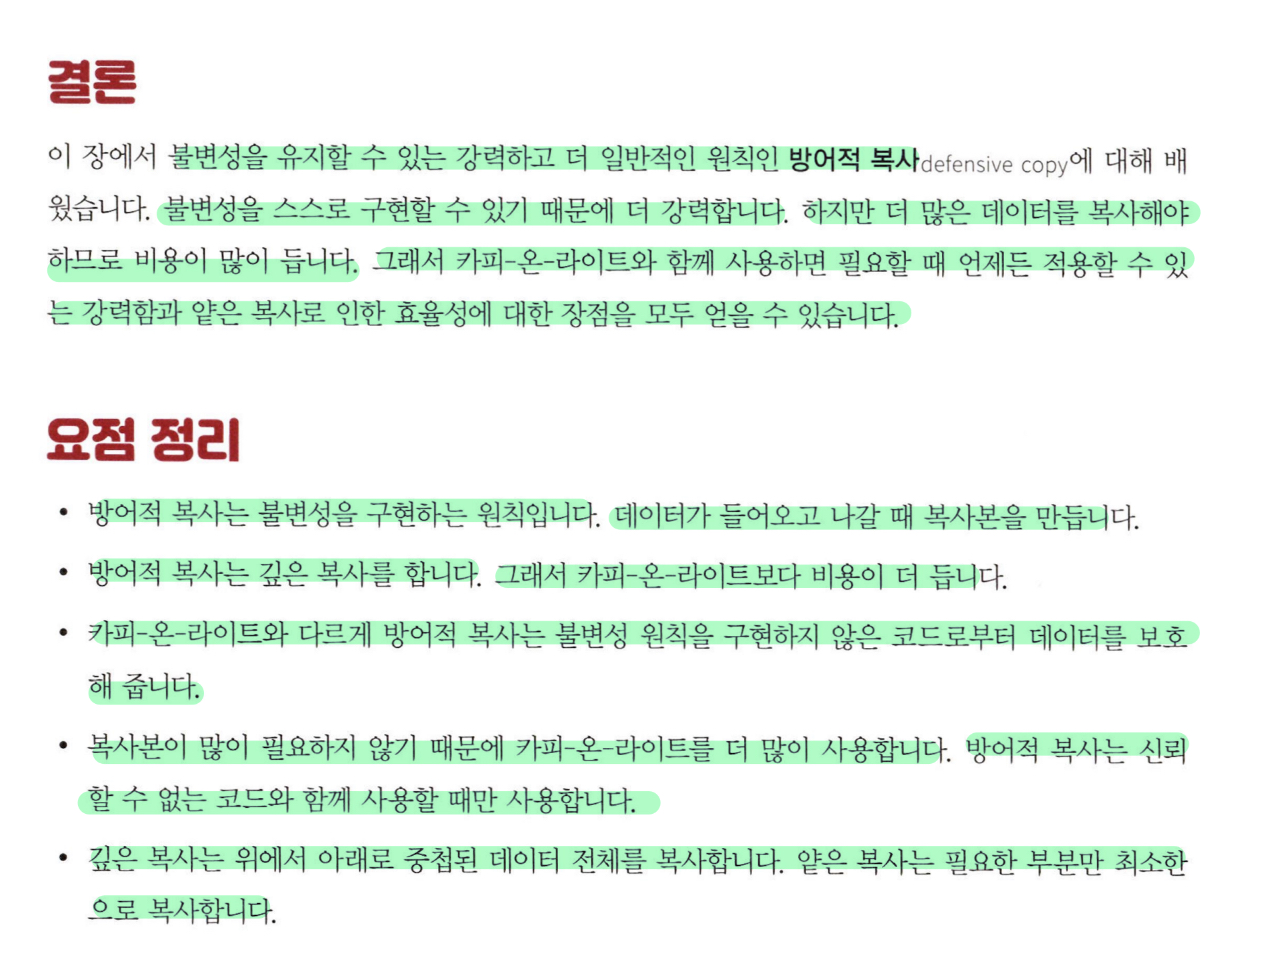 결론
이 장에서 불변성을 유지할 수 있는 강력하고 더 일반적인 원칙인 방어적 복사defensive copy에 대해 배
웠습니다. 불변성을 스스로 구현할 수 있기 때문에 더 강력합니다. 하지만 더 많은 데이터를 복사해야
하므로 비용이 많이 듭니다. 그래서 카피-온-라이트와 함께 사용하면 필요할 때 언제든 적용할 수 있
는 강력함과 얕은 복사로 인한 효율성에 대한 장점을 모두 얻을 수 있습니다.
요점 정리
• 방어적 복사는 불변성을 구현하는 원칙입니다. 데이터가 들어오고 나갈 때 복사본을 만듭니다.
• 방어적 복사는 깊은 복사를 합니다. 그래서 카피-온-라이트보다 비용이 더 듭니다.
• 카피-온-라이트와 다르게 방어적 복사는 불변성 원칙을 구현하지 않은 코드로부터 데이터를 보호
해 줍니다.
• 복사본이 많이 필요하지 않기 때문에 카피-온-라이트를 더 많이 사용합니다. 방어적 복사는 신뢰
할 수 없는 코드와 함께 사용할 때만 사용합니다.
• 깊은 복사는 위에서 아래로 중첩된 데이터 전체를 복사합니다. 얕은 복사는 필요한 부분만 최소한
으로 복사합니다.